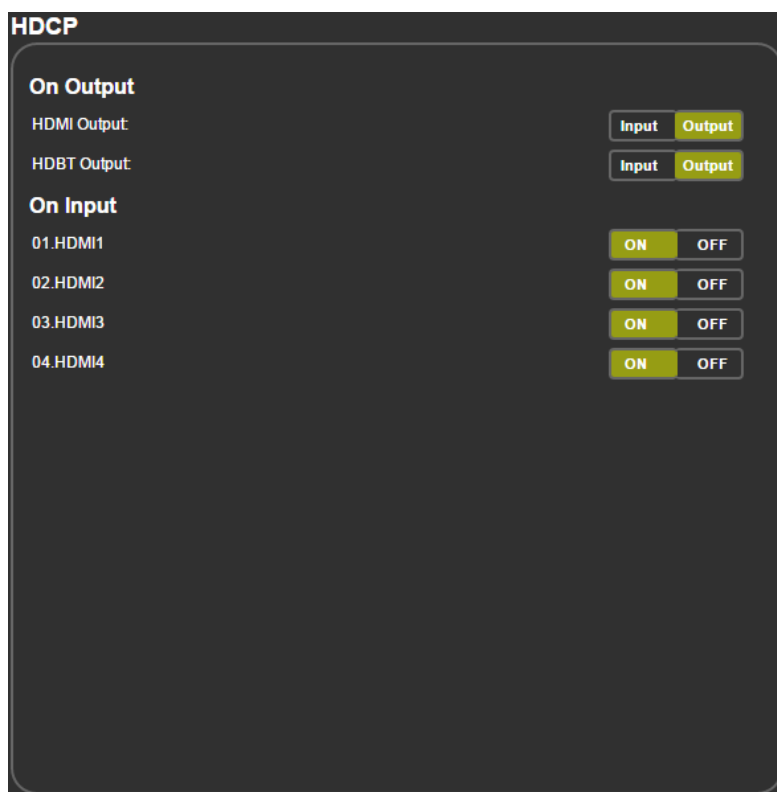 HDCP
On Output
HDMI Output: Input Output
HDBT Output: Input Output
On Input
01.HDMI1 ON OFF
02.HDMI2 ON OFF
03.HDMI3 ON OFF
04.HDMI4 ON OFF